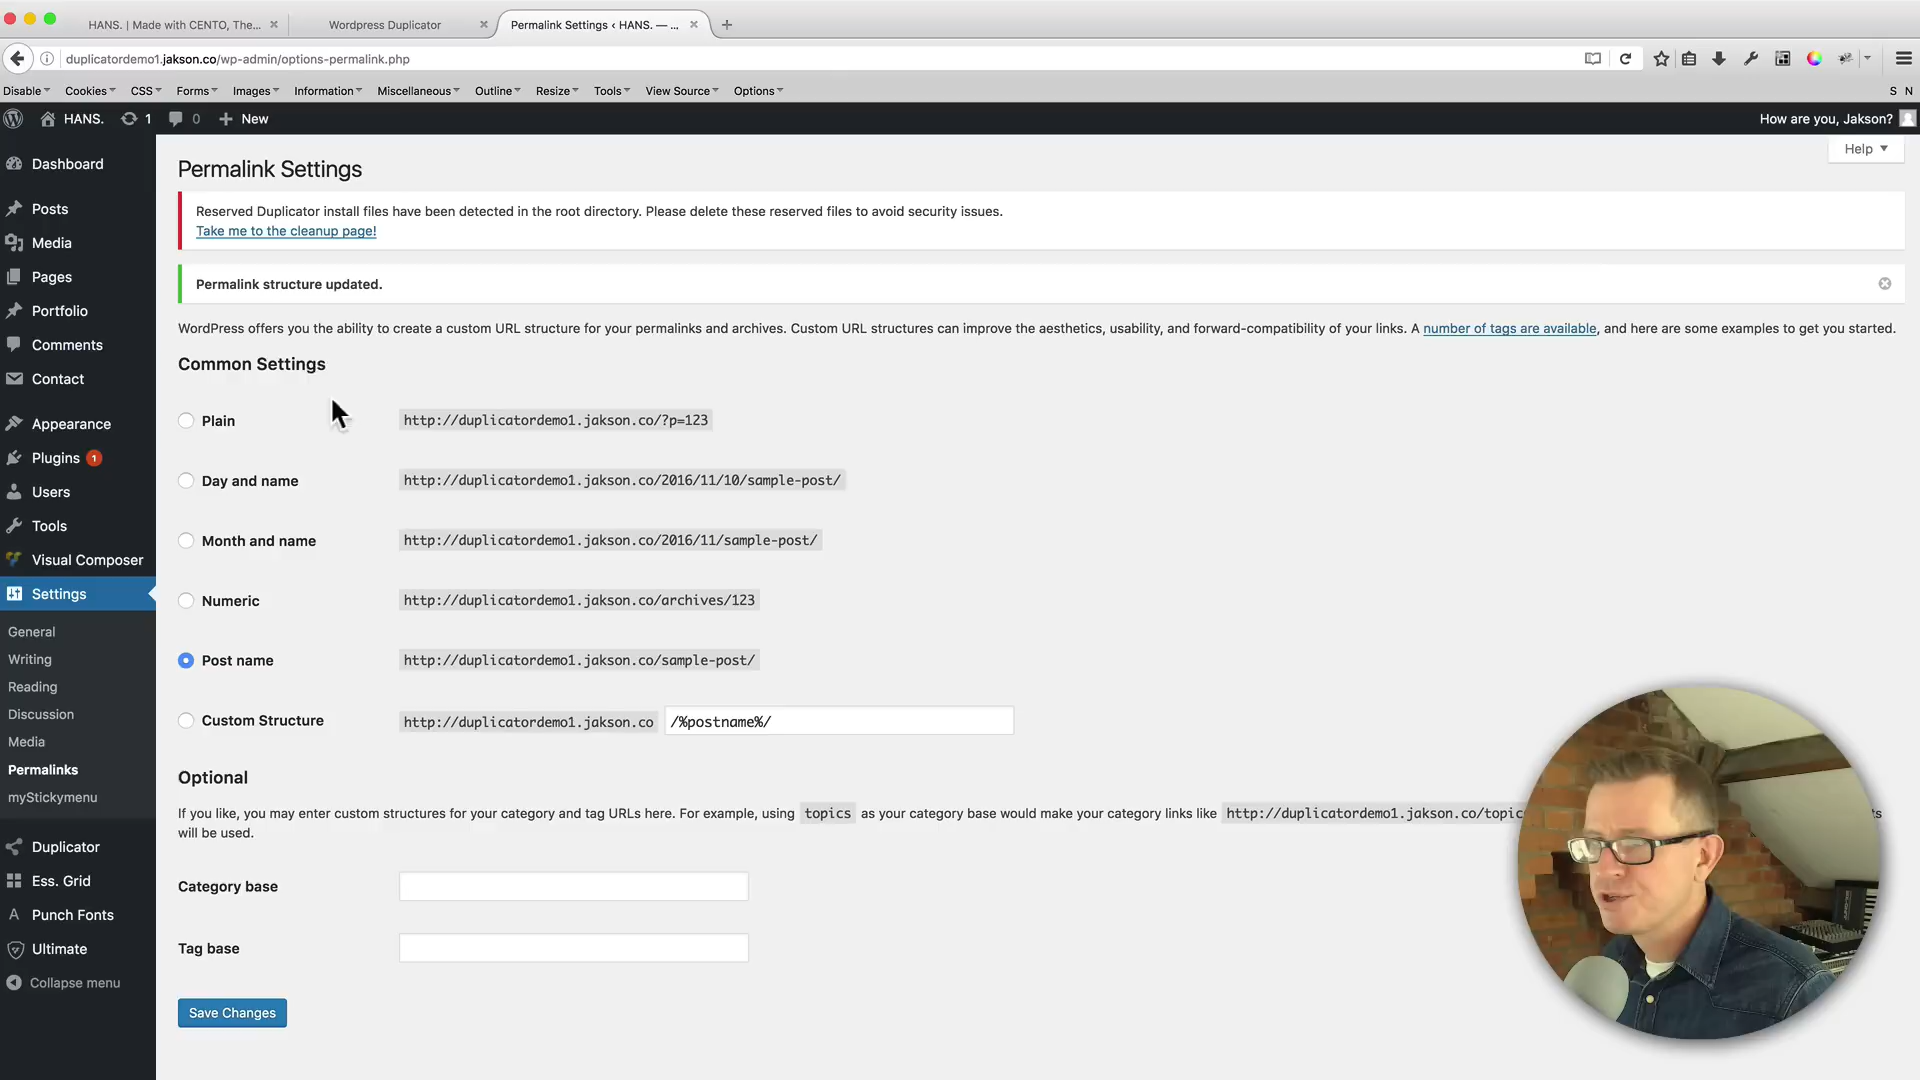 HANS. | Made with CENTO, The...
Wordpress Duplicator
Permalink Settings ‹ HANS. — ...
duplicatordemo1.jakson.co/wp-admin/options-permalink.php
Disable Cookies CSS Forms Images Information Miscellaneous Outline Resize Tools View Source Options S N
HANS. 1 0 New How are you, Jakson?
Help
Dashboard
Posts
Media
Pages
Portfolio
Comments
Contact
Appearance
Plugins 1
Users
Tools
Visual Composer
Settings
General
Writing
Reading
Discussion
Media
Permalinks
myStickymenu
Duplicator
Ess. Grid
Punch Fonts
Ultimate
Collapse menu
Permalink Settings
Reserved Duplicator install files have been detected in the root directory. Please delete these reserved files to avoid security issues.
Take me to the cleanup page!
Permalink structure updated.
WordPress offers you the ability to create a custom URL structure for your permalinks and archives. Custom URL structures can improve the aesthetics, usability, and forward-compatibility of your links. A number of tags are available, and here are some examples to get you started.
Common Settings
Plain http://duplicatordemo1.jakson.co/?p=123
Day and name http://duplicatordemo1.jakson.co/2016/11/10/sample-post/
Month and name http://duplicatordemo1.jakson.co/2016/11/sample-post/
Numeric http://duplicatordemo1.jakson.co/archives/123
Post name http://duplicatordemo1.jakson.co/sample-post/
Custom Structure http://duplicatordemo1.jakson.co /%postname%/
Optional
If you like, you may enter custom structures for your category and tag URLs here. For example, using topics as your category base would make your category links like http://duplicatordemo1.jakson.co/topic
will be used.
Category base
Tag base
Save Changes